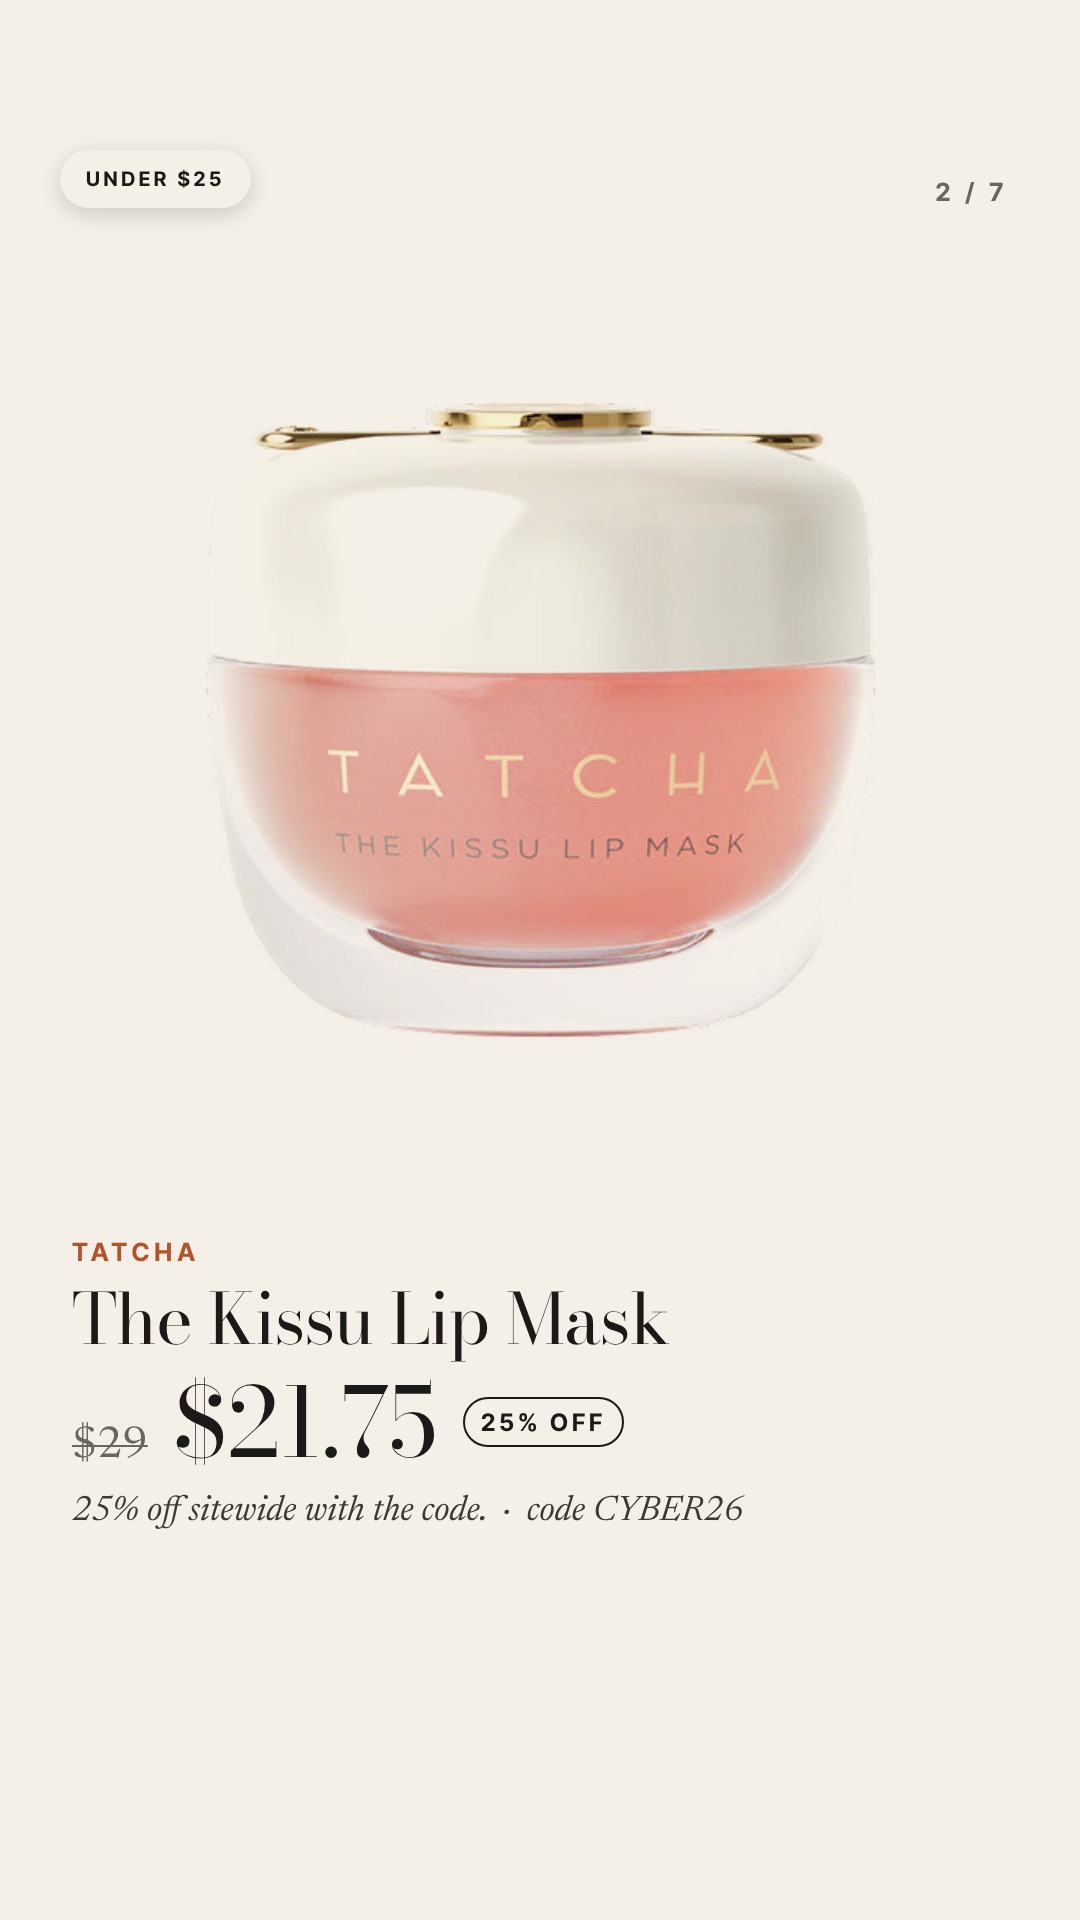 UNDER $25
2 / 7
TATCHA
THE KISSU LIP MASK
TATCHA
The Kissu Lip Mask
$29 $21.75 25% OFF
25% off sitewide with the code. · code CYBER26